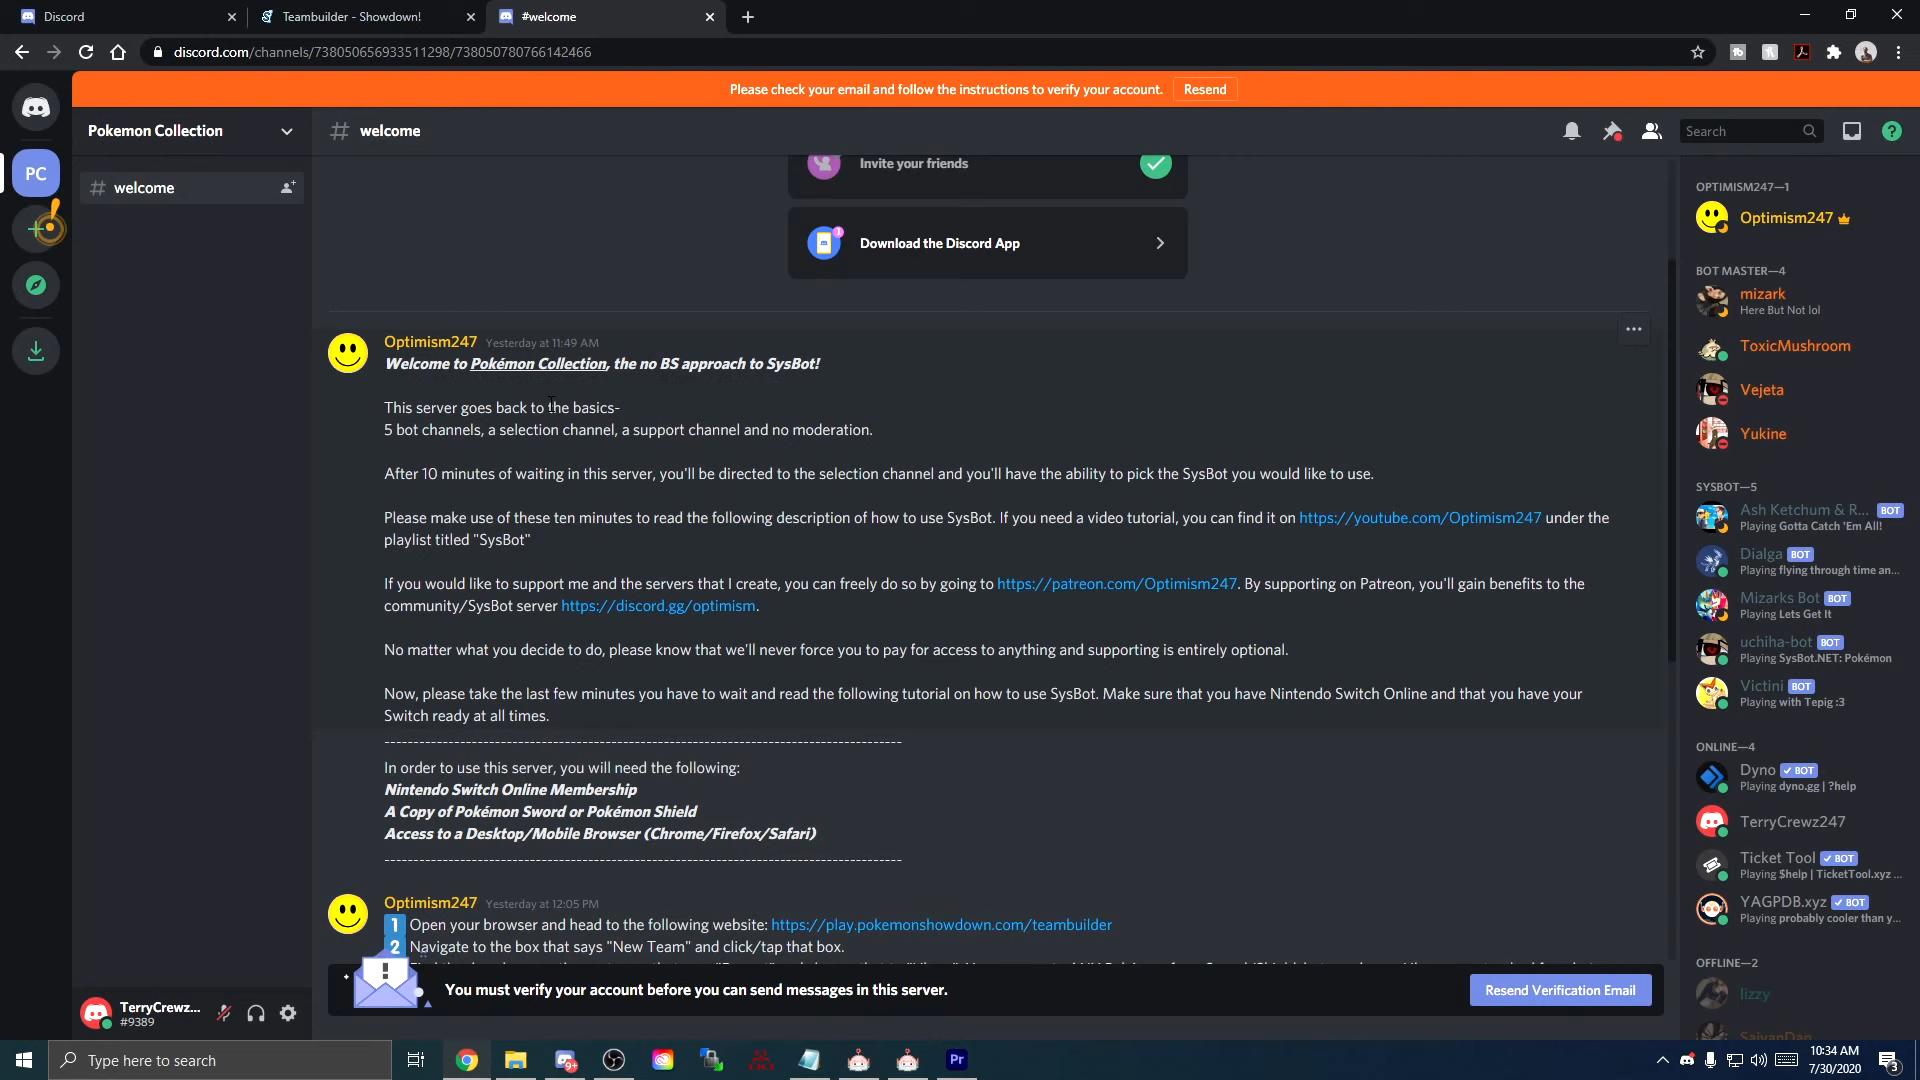 Discord
Teambuilder - Showdown!
#welcome
discord.com/channels/738050656933511298/738050780766142466
Please check your email and follow the instructions to verify your account.
Resend
Pokemon Collection
# welcome
Search
PC
# welcome
Invite your friends
Download the Discord App
Optimism247 Yesterday at 11:49 AM
Welcome to Pokémon Collection, the no BS approach to SysBot!
This server goes back to the basics-
5 bot channels, a selection channel, a support channel and no moderation.
After 10 minutes of waiting in this server, you'll be directed to the selection channel and you'll have the ability to pick the SysBot you would like to use.
Please make use of these ten minutes to read the following description of how to use SysBot. If you need a video tutorial, you can find it on https://youtube.com/Optimism247 under the
playlist titled "SysBot"
If you would like to support me and the servers that I create, you can freely do so by going to https://patreon.com/Optimism247. By supporting on Patreon, you'll gain benefits to the
community/SysBot server https://discord.gg/optimism.
No matter what you decide to do, please know that we'll never force you to pay for access to anything and supporting is entirely optional.
Now, please take the last few minutes you have to wait and read the following tutorial on how to use SysBot. Make sure that you have Nintendo Switch Online and that you have your
Switch ready at all times.
------------------------------------------------------------------------------------------
In order to use this server, you will need the following:
Nintendo Switch Online Membership
A Copy of Pokémon Sword or Pokémon Shield
Access to a Desktop/Mobile Browser (Chrome/Firefox/Safari)
------------------------------------------------------------------------------------------
Optimism247 Yesterday at 12:05 PM
1 Open your browser and head to the following website: https://play.pokemonshowdown.com/teambuilder
2 Navigate to the box that says "New Team" and click/tap that box.
You must verify your account before you can send messages in this server.
Resend Verification Email
OPTIMISM247—1
Optimism247
BOT MASTER—4
mizark
Here But Not lol
ToxicMushroom
Vejeta
Yukine
SYSBOT—5
Ash Ketchum & R... BOT
Playing Gotta Catch 'Em All!
Dialga BOT
Playing flying through time an...
Mizarks Bot BOT
Playing Lets Get It
uchiha-bot BOT
Playing SysBot.NET: Pokémon
Victini BOT
Playing with Tepig :3
ONLINE—4
Dyno BOT
Playing dyno.gg | ?help
TerryCrewz247
Ticket Tool BOT
Playing $help | TicketTool.xyz ...
YAGPDB.xyz BOT
Playing probably cooler than y...
OFFLINE—2
lizzy
SaiyanDan
TerryCrewz...
#9389
Type here to search
9+
Pr
10:34 AM
7/30/2020
3